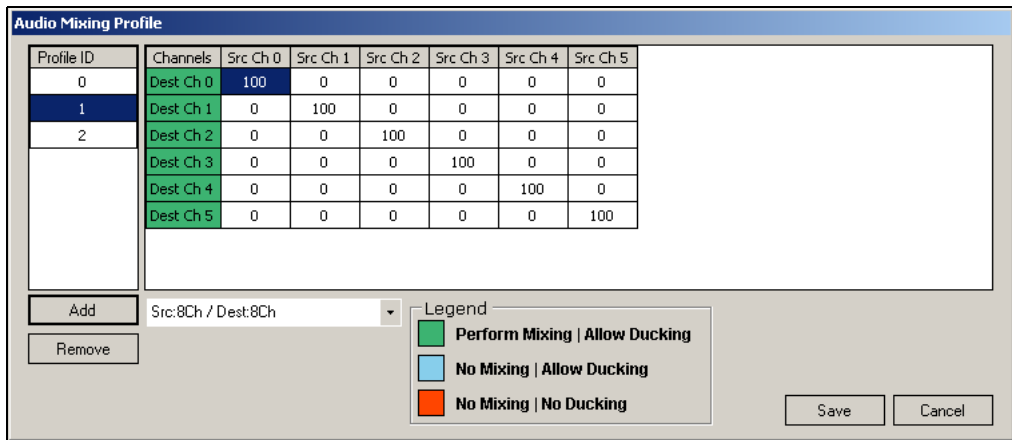 Audio Mixing Profile
Profile ID
0
1
2
Channels Src Ch 0 Src Ch 1 Src Ch 2 Src Ch 3 Src Ch 4 Src Ch 5
Dest Ch 0 100 0 0 0 0 0
Dest Ch 1 0 100 0 0 0 0
Dest Ch 2 0 0 100 0 0 0
Dest Ch 3 0 0 0 100 0 0
Dest Ch 4 0 0 0 0 100 0
Dest Ch 5 0 0 0 0 0 100
Add
Remove
Src:8Ch / Dest:8Ch
Legend
Perform Mixing | Allow Ducking
No Mixing | Allow Ducking
No Mixing | No Ducking
Save
Cancel